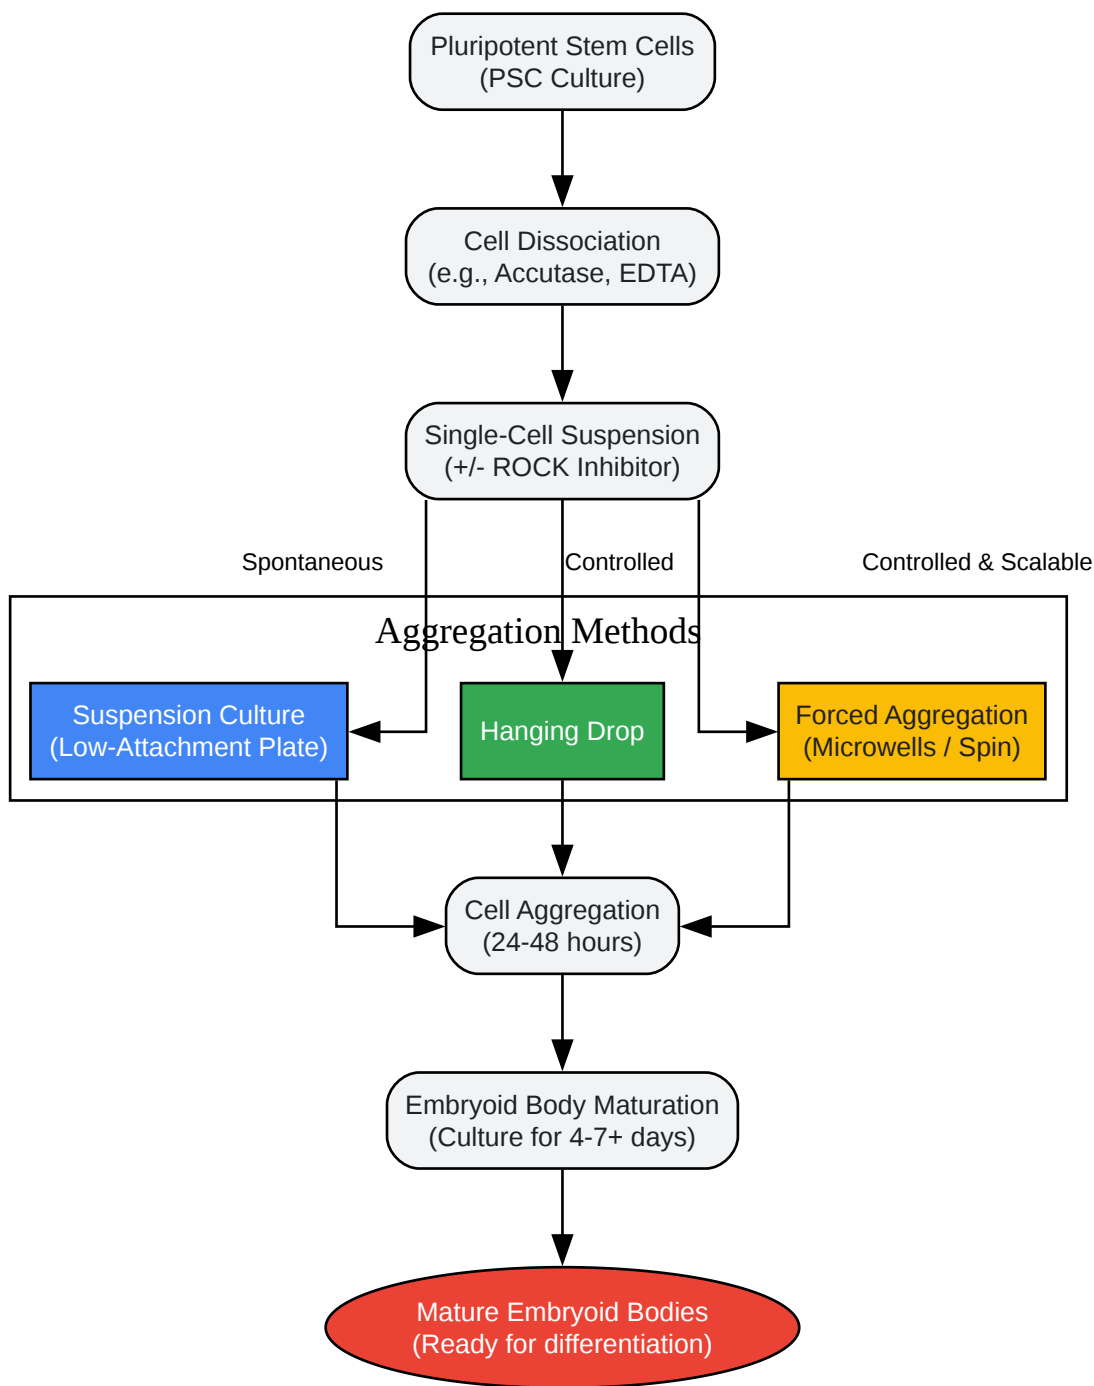 Pluripotent Stem Cells
(PSC Culture)
Cell Dissociation
(e.g., Accutase, EDTA)
Single-Cell Suspension
(+/- ROCK Inhibitor)
Spontaneous
Controlled
Controlled & Scalable
Aggregation Methods
Suspension Culture
(Low-Attachment Plate)
Hanging Drop
Forced Aggregation
(Microwells / Spin)
Cell Aggregation
(24-48 hours)
Embryoid Body Maturation
(Culture for 4-7+ days)
Mature Embryoid Bodies
(Ready for differentiation)